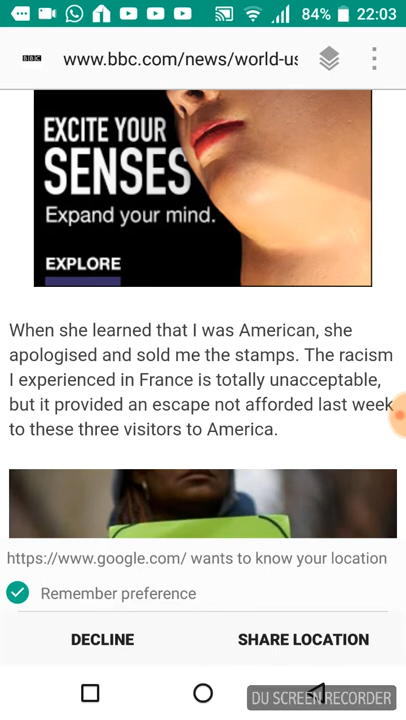 84% 22:03
BBC www.bbc.com/news/world-us
EXCITE YOUR
SENSES
Expand your mind.
EXPLORE
When she learned that I was American, she
apologised and sold me the stamps. The racism
I experienced in France is totally unacceptable,
but it provided an escape not afforded last week
to these three visitors to America.
https://www.google.com/ wants to know your location
Remember preference
DECLINE SHARE LOCATION
DU SCREEN RECORDER